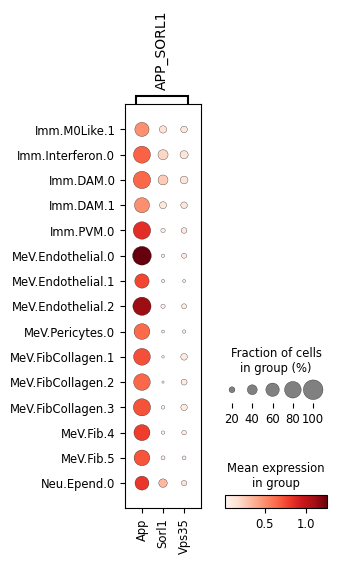 APP_SORL1
Imm.M0Like.1
Imm.Interferon.0
Imm.DAM.0
Imm.DAM.1
Imm.PVM.0
MeV.Endothelial.0
MeV.Endothelial.1
MeV.Endothelial.2
MeV.Pericytes.0
MeV.FibCollagen.1
MeV.FibCollagen.2
MeV.FibCollagen.3
MeV.Fib.4
MeV.Fib.5
Neu.Epend.0
App
Sorl1
Vps35
Fraction of cells
in group (%)
20 40 60 80 100
Mean expression
in group
0.5 1.0